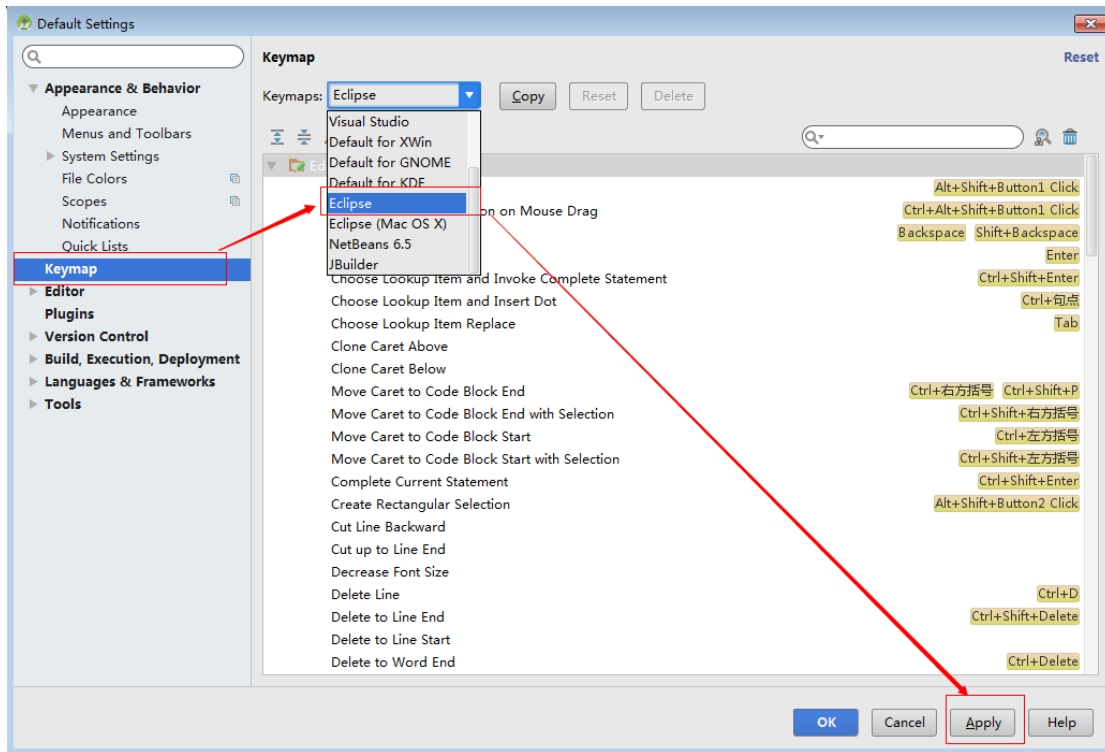 Default Settings
Keymap
Reset
Appearance & Behavior
Appearance
Menus and Toolbars
System Settings
File Colors
Scopes
Notifications
Quick Lists
Keymap
Editor
Plugins
Version Control
Build, Execution, Deployment
Languages & Frameworks
Tools
Keymaps: Eclipse Copy Reset Delete
Visual Studio
Default for XWin
Default for GNOME
Default for KDE
Eclipse
Eclipse (Mac OS X)
NetBeans 6.5
JBuilder
Alt+Shift+Button1 Click
on on Mouse Drag Ctrl+Alt+Shift+Button1 Click
Backspace Shift+Backspace
Enter
Choose Lookup Item and Invoke Complete Statement Ctrl+Shift+Enter
Choose Lookup Item and Insert Dot Ctrl+句点
Choose Lookup Item Replace Tab
Clone Caret Above
Clone Caret Below
Move Caret to Code Block End Ctrl+右方括号 Ctrl+Shift+P
Move Caret to Code Block End with Selection Ctrl+Shift+右方括号
Move Caret to Code Block Start Ctrl+左方括号
Move Caret to Code Block Start with Selection Ctrl+Shift+左方括号
Complete Current Statement Ctrl+Shift+Enter
Create Rectangular Selection Alt+Shift+Button2 Click
Cut Line Backward
Cut up to Line End
Decrease Font Size
Delete Line Ctrl+D
Delete to Line End Ctrl+Shift+Delete
Delete to Line Start
Delete to Word End Ctrl+Delete
OK Cancel Apply Help